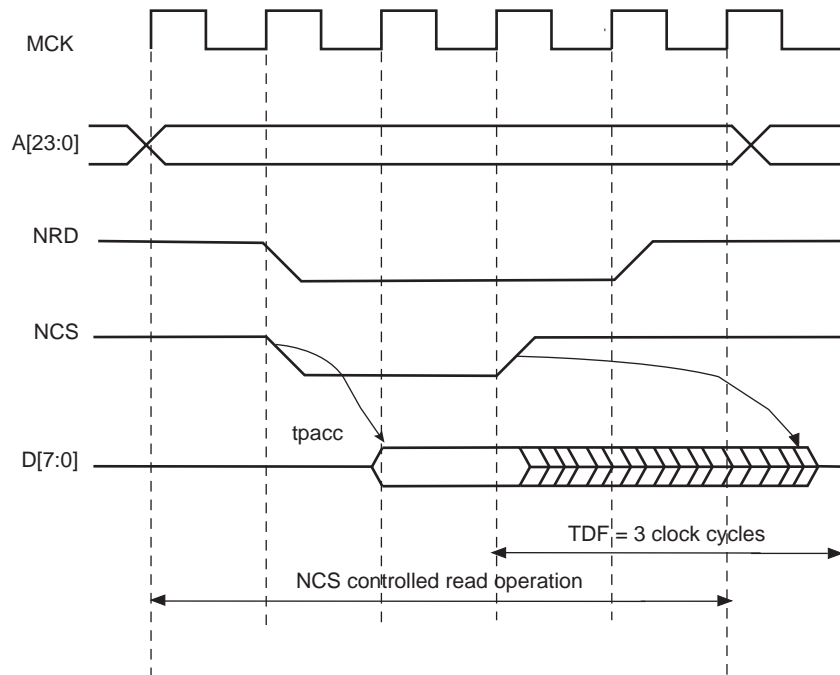 MCK
A[23:0]
NRD
NCS
tpacc
D[7:0]
TDF = 3 clock cycles
NCS controlled read operation